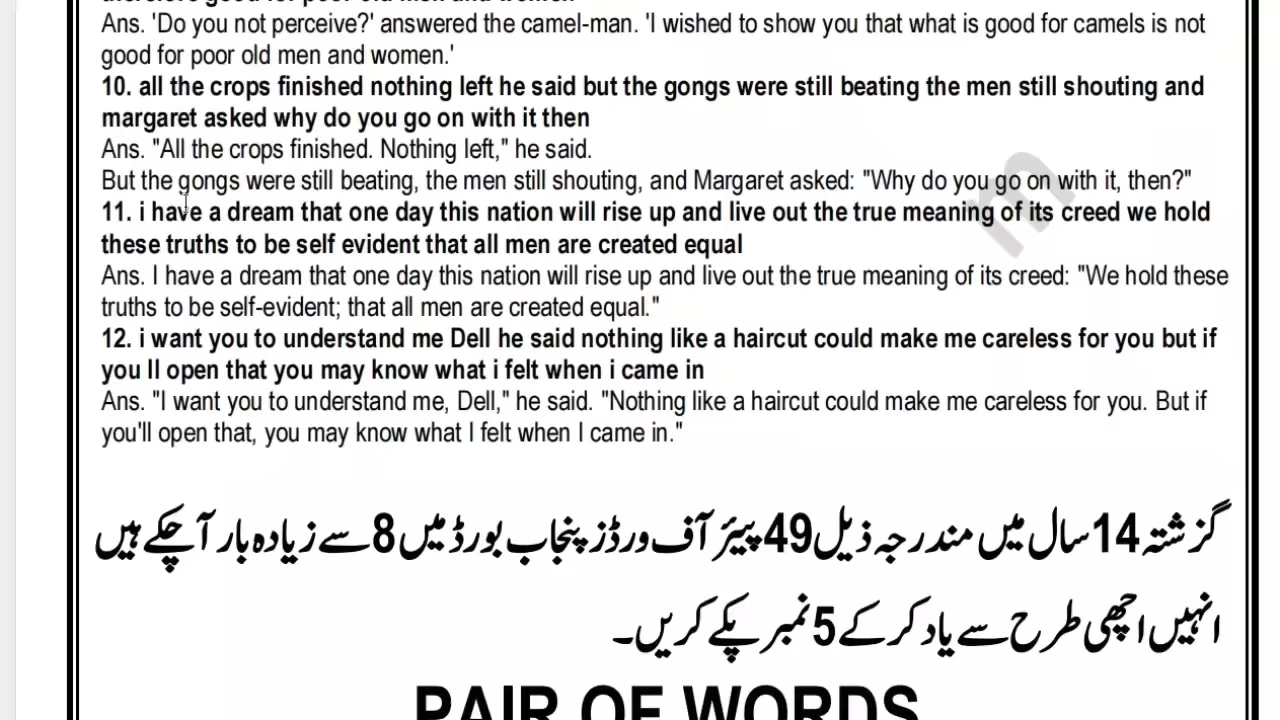 therefore good for poor old men and women
Ans. 'Do you not perceive?' answered the camel-man. 'I wished to show you that what is good for camels is not
good for poor old men and women.'
10. all the crops finished nothing left he said but the gongs were still beating the men still shouting and
margaret asked why do you go on with it then
Ans. "All the crops finished. Nothing left," he said.
But the gongs were still beating, the men still shouting, and Margaret asked: "Why do you go on with it, then?"
11. i have a dream that one day this nation will rise up and live out the true meaning of its creed we hold
these truths to be self evident that all men are created equal
Ans. I have a dream that one day this nation will rise up and live out the true meaning of its creed: "We hold these
truths to be self-evident; that all men are created equal."
12. i want you to understand me Dell he said nothing like a haircut could make me careless for you but if
you ll open that you may know what i felt when i came in
Ans. "I want you to understand me, Dell," he said. "Nothing like a haircut could make me careless for you. But if
you'll open that, you may know what I felt when I came in."
گزشتہ 14 سال میں مندرجہ ذیل 49 پیئر آف ورڈز پنجاب بورڈ میں 8 سے زیادہ بار آ چکے ہیں
انہیں اچھی طرح سے یاد کر کے 5 نمبر پکے کریں۔
PAIR OF WORDS
m